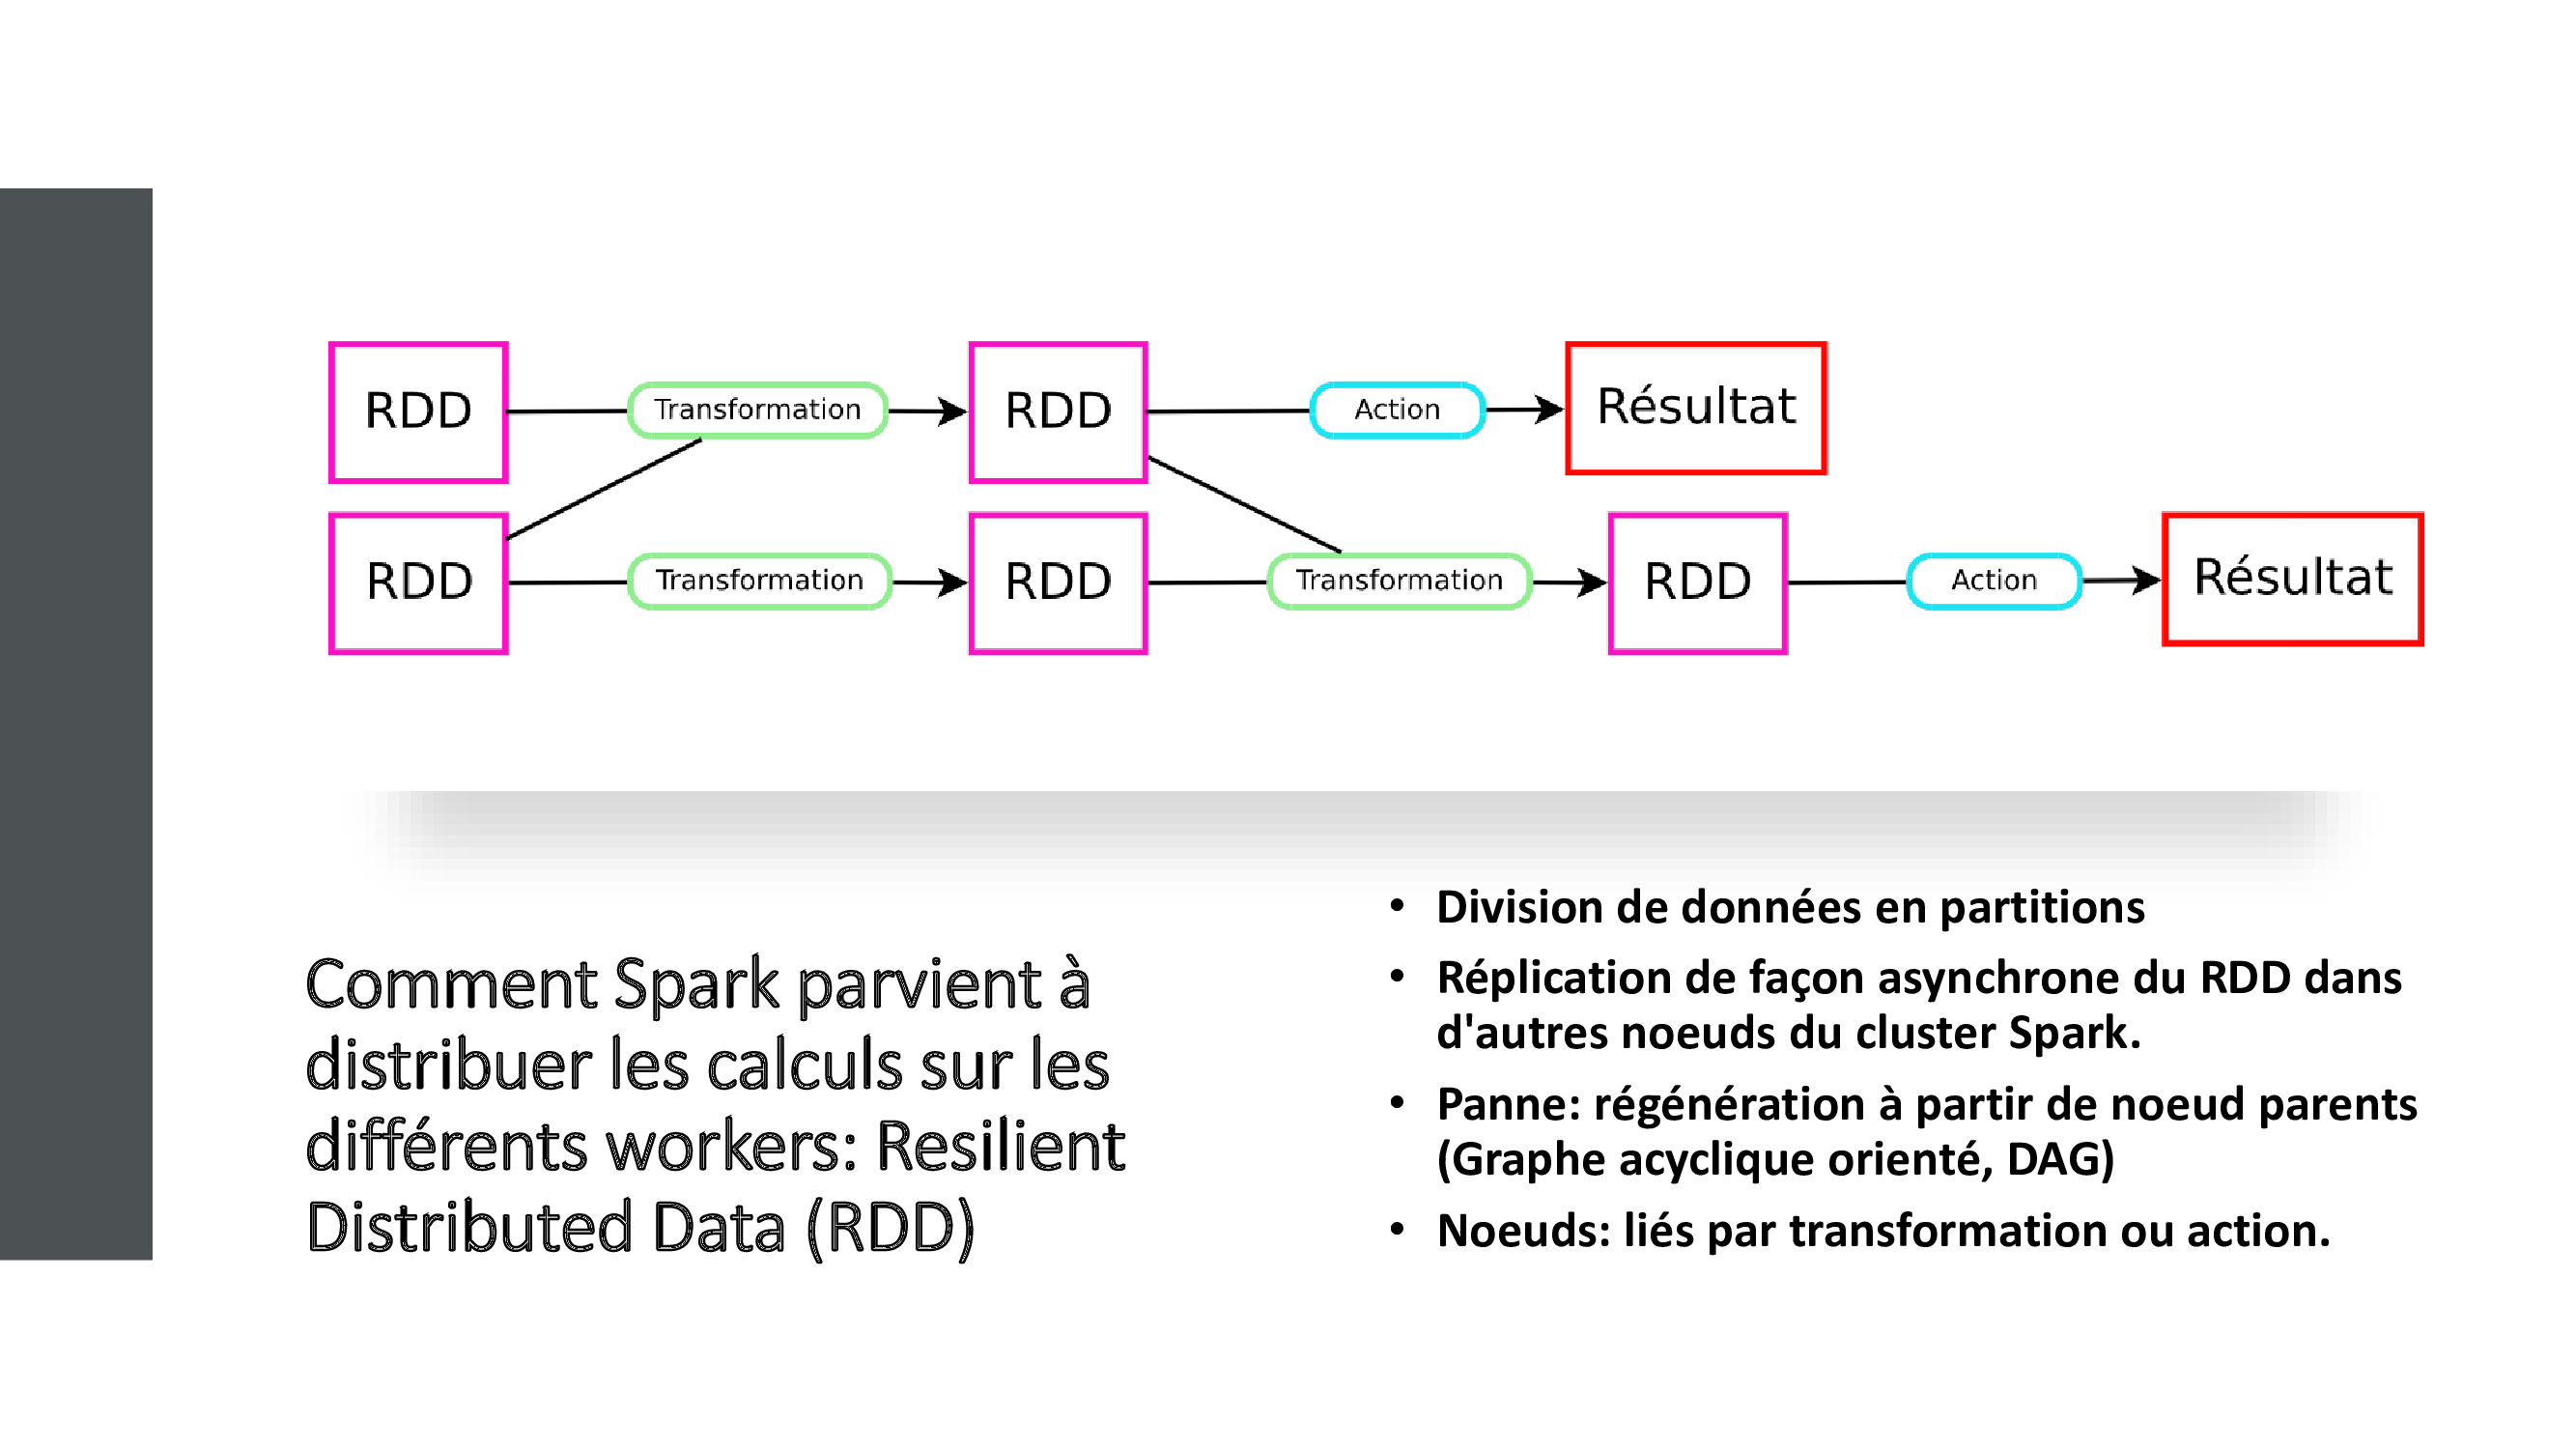 RDD Transformation RDD Action Résultat
RDD Transformation RDD Transformation RDD Action Résultat
Comment Spark parvient à
distribuer les calculs sur les
différents workers: Resilient
Distributed Data (RDD)
• Division de données en partitions
• Réplication de façon asynchrone du RDD dans
d'autres noeuds du cluster Spark.
• Panne: régénération à partir de noeud parents
(Graphe acyclique orienté, DAG)
• Noeuds: liés par transformation ou action.